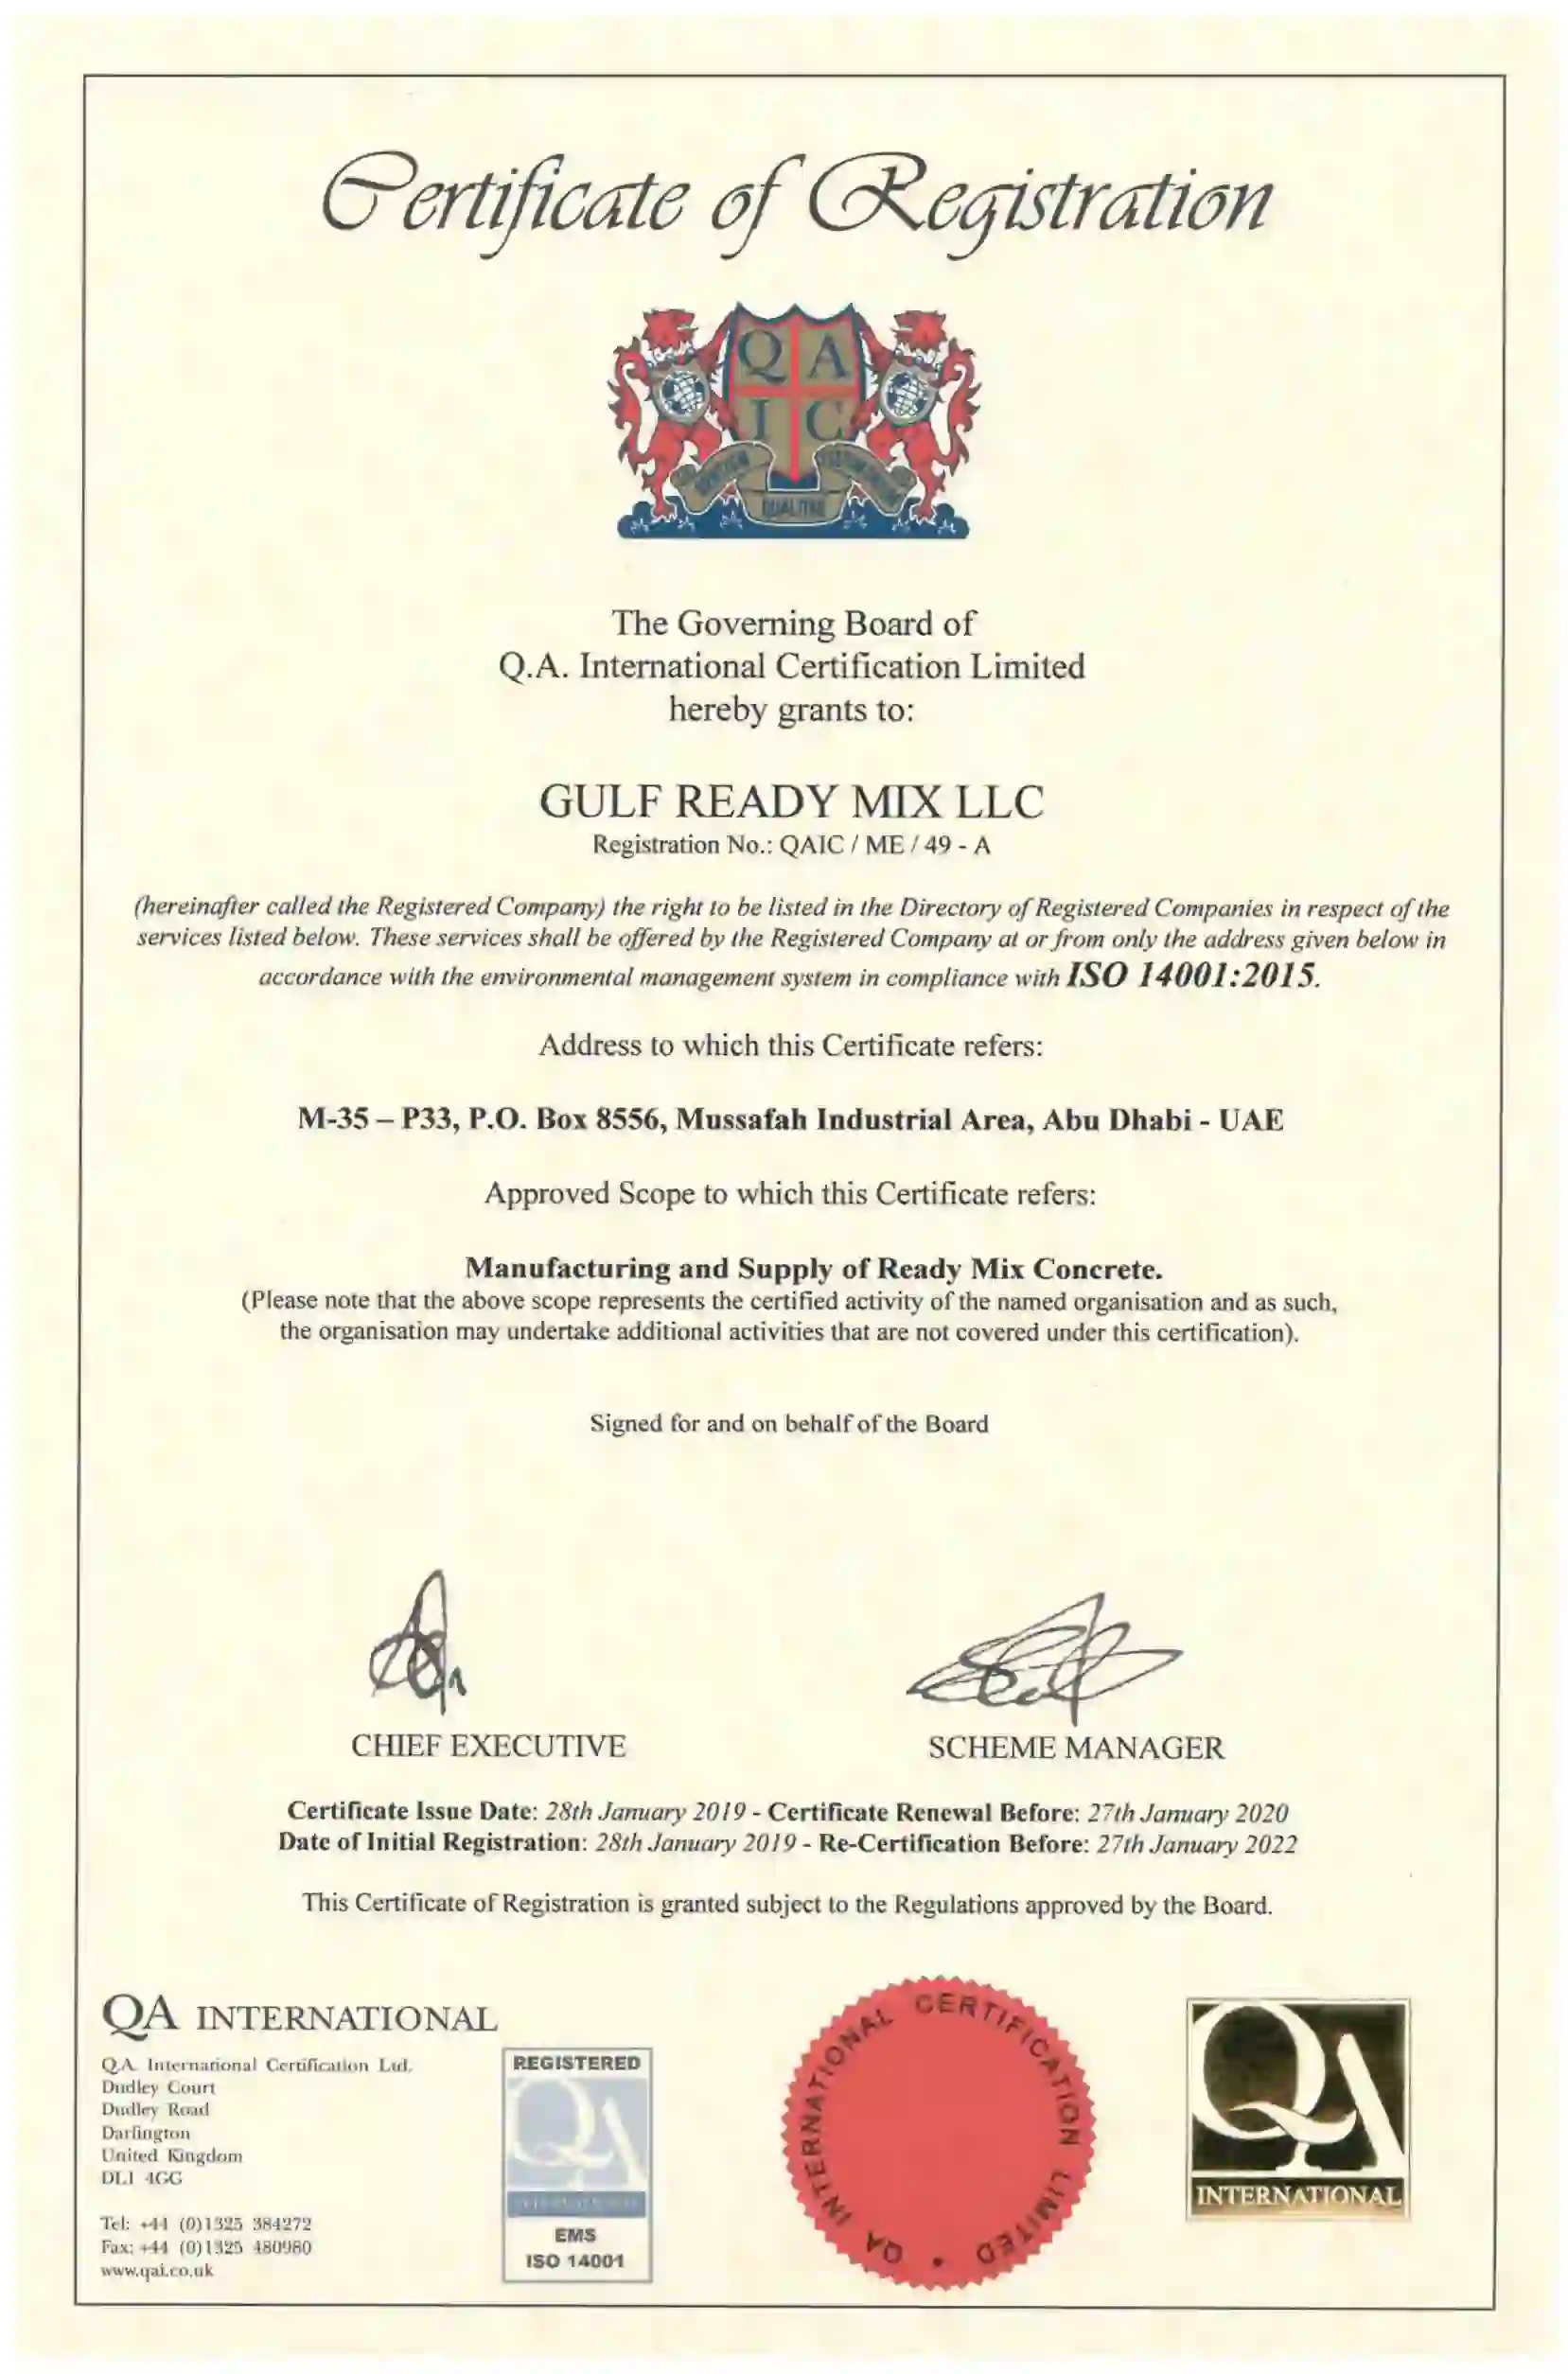 Certificate of Registration
Q A
I C
QUALITAS
The Governing Board of
Q.A. International Certification Limited
hereby grants to:
GULF READY MIX LLC
Registration No.: QAIC / ME / 49 - A
(hereinafter called the Registered Company) the right to be listed in the Directory of Registered Companies in respect of the
services listed below. These services shall be offered by the Registered Company at or from only the address given below in
accordance with the environmental management system in compliance with ISO 14001:2015.
Address to which this Certificate refers:
M-35 – P33, P.O. Box 8556, Mussafah Industrial Area, Abu Dhabi - UAE
Approved Scope to which this Certificate refers:
Manufacturing and Supply of Ready Mix Concrete.
(Please note that the above scope represents the certified activity of the named organisation and as such,
the organisation may undertake additional activities that are not covered under this certification).
Signed for and on behalf of the Board
CHIEF EXECUTIVE
SCHEME MANAGER
Certificate Issue Date: 28th January 2019 - Certificate Renewal Before: 27th January 2020
Date of Initial Registration: 28th January 2019 - Re-Certification Before: 27th January 2022
This Certificate of Registration is granted subject to the Regulations approved by the Board.
QA INTERNATIONAL
Q.A. International Certification Ltd.
Dudley Court
Dudley Road
Darlington
United Kingdom
DL1 4GG
Tel: +44 (0)1325 384272
Fax: +44 (0)1325 480980
www.qai.co.uk
REGISTERED
QA
INTERNATIONAL
EMS
ISO 14001
QA INTERNATIONAL CERTIFICATION LIMITED •
QA
INTERNATIONAL